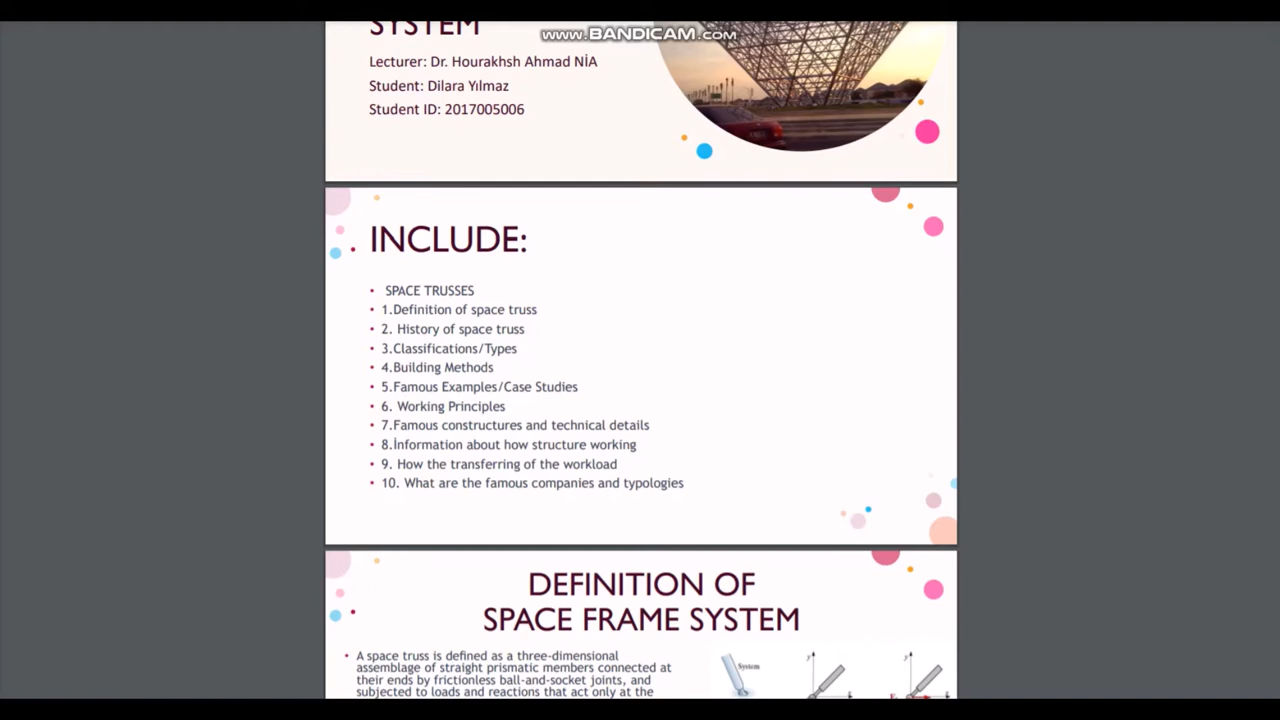 www.BANDICAM.com
SYSTEM
Lecturer: Dr. Hourakhsh Ahmad NİA
Student: Dilara Yılmaz
Student ID: 2017005006
INCLUDE:
• SPACE TRUSSES
• 1.Definition of space truss
• 2. History of space truss
• 3.Classifications/Types
• 4.Building Methods
• 5.Famous Examples/Case Studies
• 6. Working Principles
• 7.Famous constructures and technical details
• 8.İnformation about how structure working
• 9. How the transferring of the workload
• 10. What are the famous companies and typologies
DEFINITION OF
SPACE FRAME SYSTEM
• A space truss is defined as a three-dimensional
assemblage of straight prismatic members connected at
their ends by frictionless ball-and-socket joints, and
subjected to loads and reactions that act only at the
System
y
y